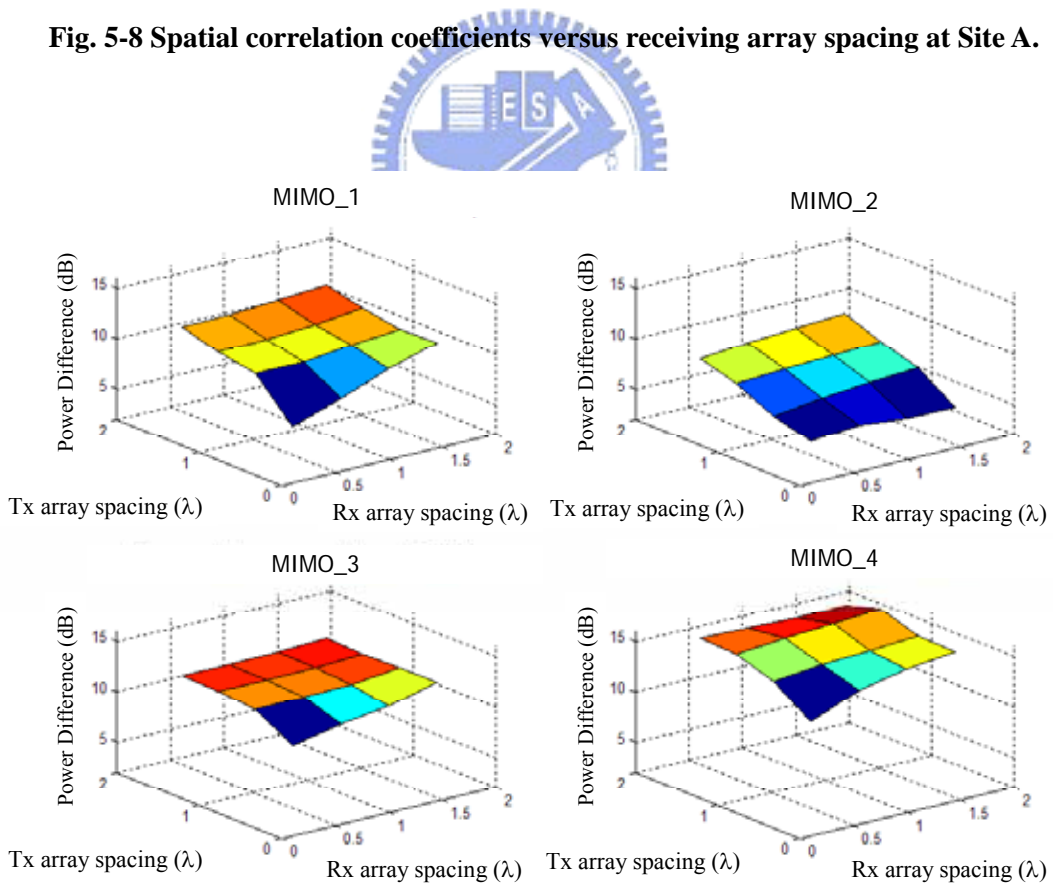 Fig. 5-8 Spatial correlation coefficients versus receiving array spacing at Site A.
E S A
MIMO_1
Power Difference (dB)
15
10
5
2
1
0
0
0.5
1
1.5
2
Tx array spacing (λ)
Rx array spacing (λ)
MIMO_2
Power Difference (dB)
15
10
5
2
1
0
0
0.5
1
1.5
2
Tx array spacing (λ)
Rx array spacing (λ)
MIMO_3
Power Difference (dB)
15
10
5
2
1
0
0
0.5
1
1.5
2
Tx array spacing (λ)
Rx array spacing (λ)
MIMO_4
Power Difference (dB)
15
10
5
2
1
0
0
0.5
1
1.5
2
Tx array spacing (λ)
Rx array spacing (λ)